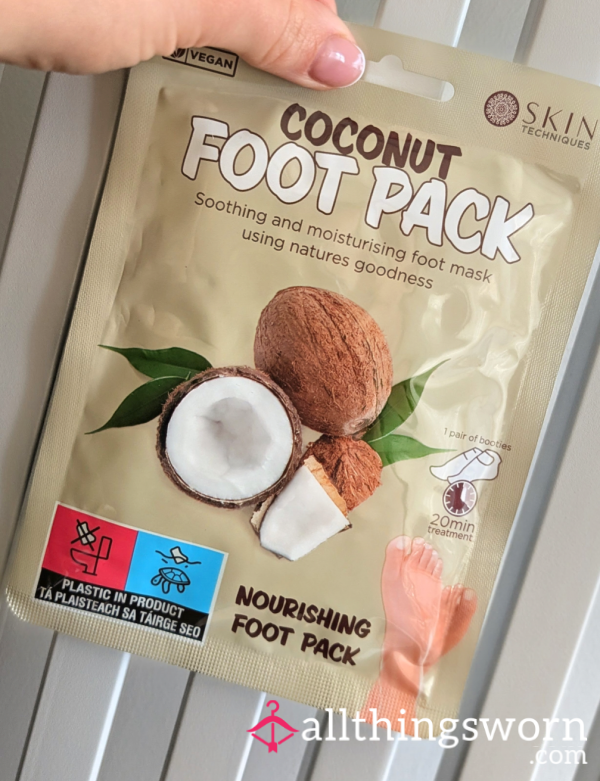 VEGAN
SKIN
TECHNIQUES
COCONUT
FOOT PACK
Soothing and moisturising foot mask
using natures goodness
1 pair of booties
20min
treatment
PLASTIC IN PRODUCT
TÁ PLAISTEACH SA TÁIRGE SEO
NOURISHING
FOOT PACK
allthingsworn
.com